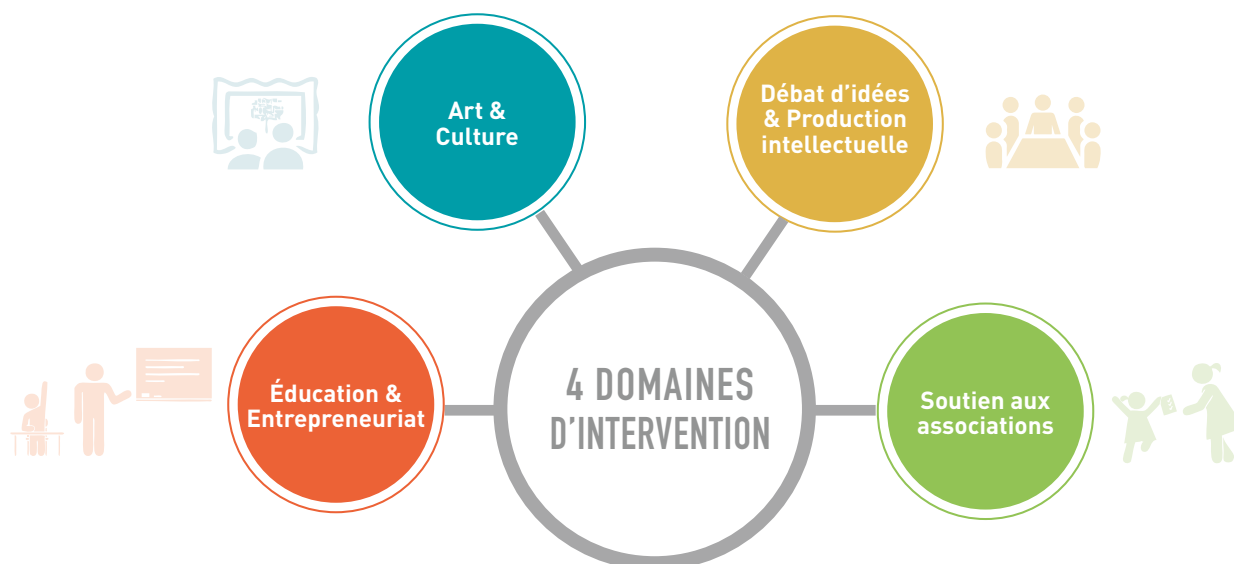 Art &
Culture
Débat d’idées
& Production
intellectuelle
Éducation &
Entrepreneuriat
4 DOMAINES
D’INTERVENTION
Soutien aux
associations